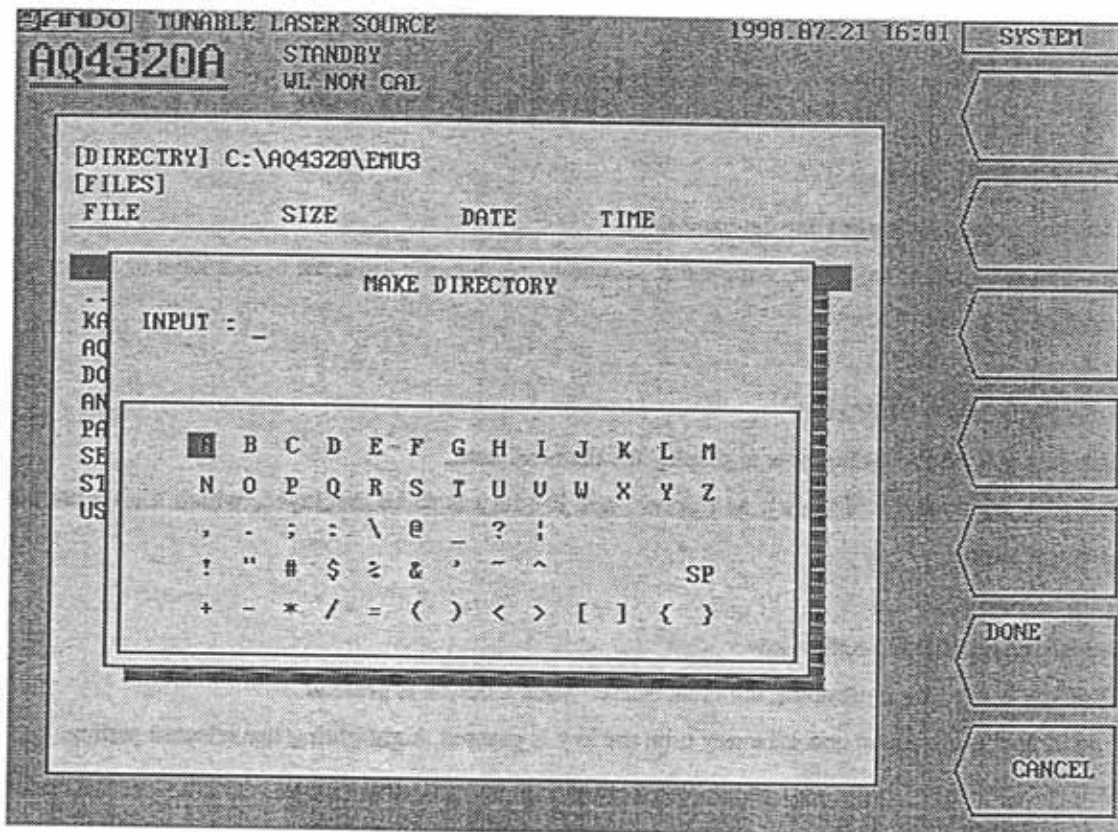 ANDO TUNABLE LASER SOURCE 1998.07.21 16:01 SYSTEM
AQ4320A STANDBY
WL NON CAL
[DIRECTRY] C:\AQ4320\EMU3
[FILES]
FILE SIZE DATE TIME
MAKE DIRECTORY
INPUT : _
KA
AQ
DO
AN
PA
SE
ST
US
A B C D E F G H I J K L M
N O P Q R S T U V W X Y Z
, . ; : \ @ _ ? ¦
! " # $ % & ' ~ ^ SP
+ - * / = ( ) < > [ ] { }
DONE
CANCEL